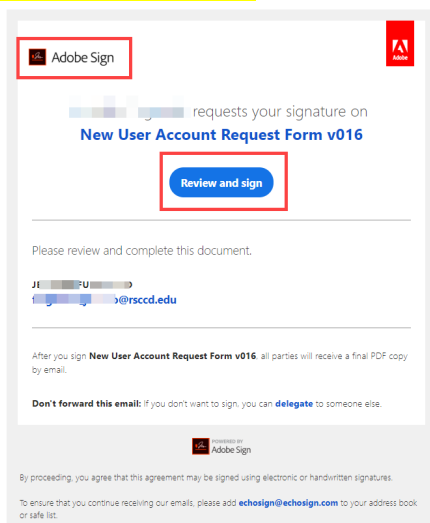 Adobe Sign
Adobe
requests your signature on
New User Account Request Form v016
Review and sign
Please review and complete this document.
@rsccd.edu
After you sign New User Account Request Form v016, all parties will receive a final PDF copy
by email.
Don't forward this email: If you don't want to sign, you can delegate to someone else.
POWERED BY
Adobe Sign
By proceeding, you agree that this agreement may be signed using electronic or handwritten signatures.
To ensure that you continue receiving our emails, please add echosign@echosign.com to your address book
or safe list.